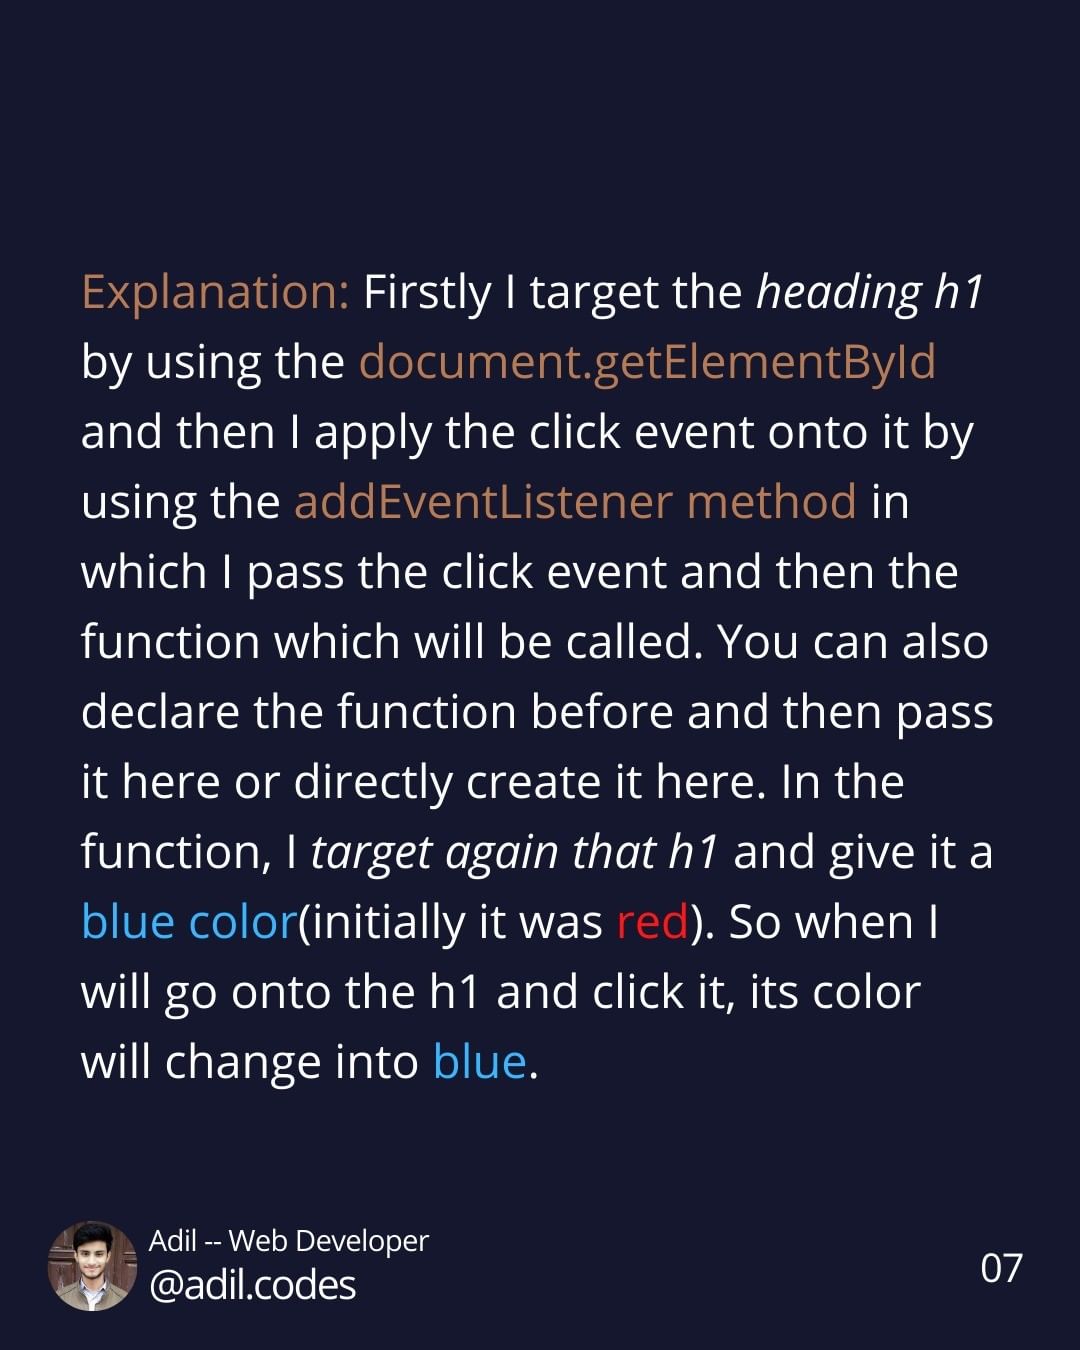 Explanation: Firstly I target the heading h1
by using the document.getElementById
and then I apply the click event onto it by
using the addEventListener method in
which I pass the click event and then the
function which will be called. You can also
declare the function before and then pass
it here or directly create it here. In the
function, I target again that h1 and give it a
blue color(initially it was red). So when I
will go onto the h1 and click it, its color
will change into blue.
Adil -- Web Developer
@adil.codes
07